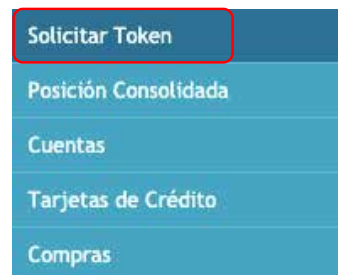 Solicitar Token
Posición Consolidada
Cuentas
Tarjetas de Crédito
Compras